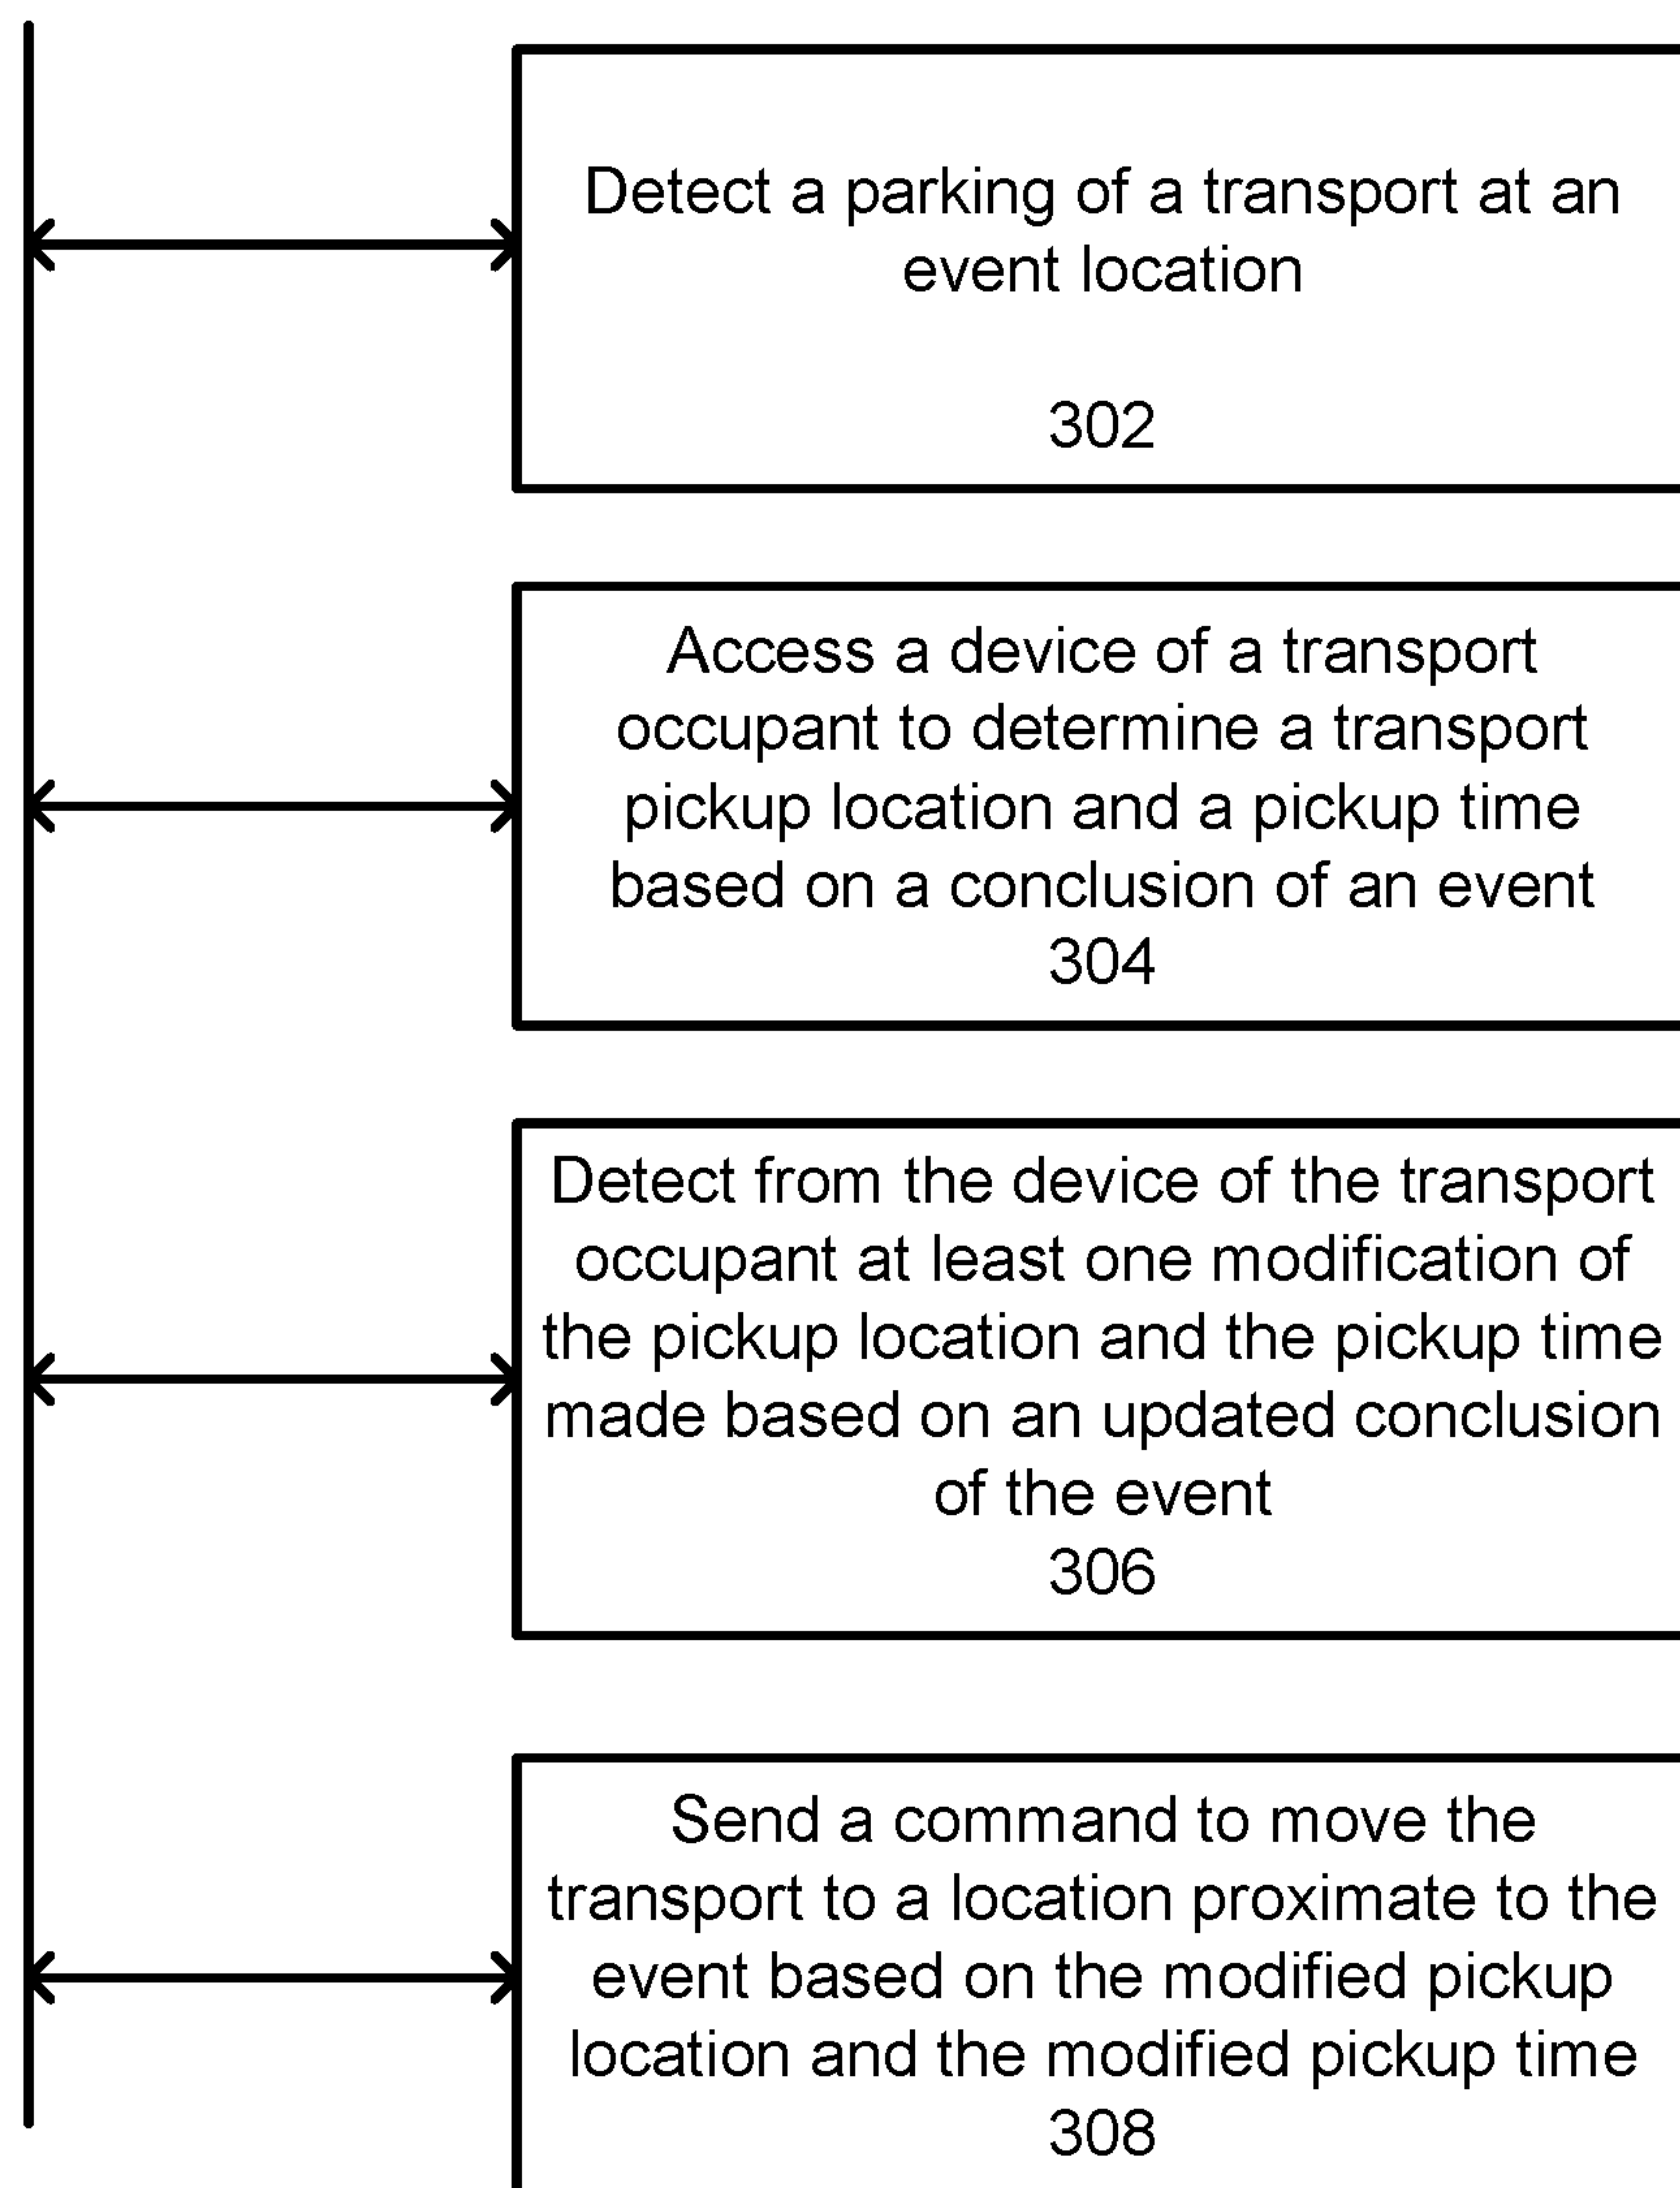 Detect a parking of a transport at an
event location
302
Access a device of a transport
occupant to determine a transport
pickup location and a pickup time
based on a conclusion of an event
304
Detect from the device of the transport
occupant at least one modification of
the pickup location and the pickup time
made based on an updated conclusion
of the event
306
Send a command to move the
transport to a location proximate to the
event based on the modified pickup
location and the modified pickup time
308